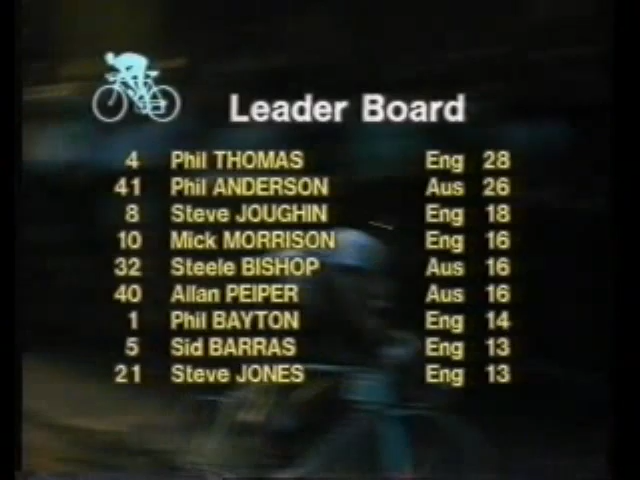 Leader Board
4 Phil THOMAS Eng 28
41 Phil ANDERSON Aus 26
8 Steve JOUGHIN Eng 18
10 Mick MORRISON Eng 16
32 Steele BISHOP Aus 16
40 Allan PEIPER Aus 16
1 Phil BAYTON Eng 14
5 Sid BARRAS Eng 13
21 Steve JONES Eng 13